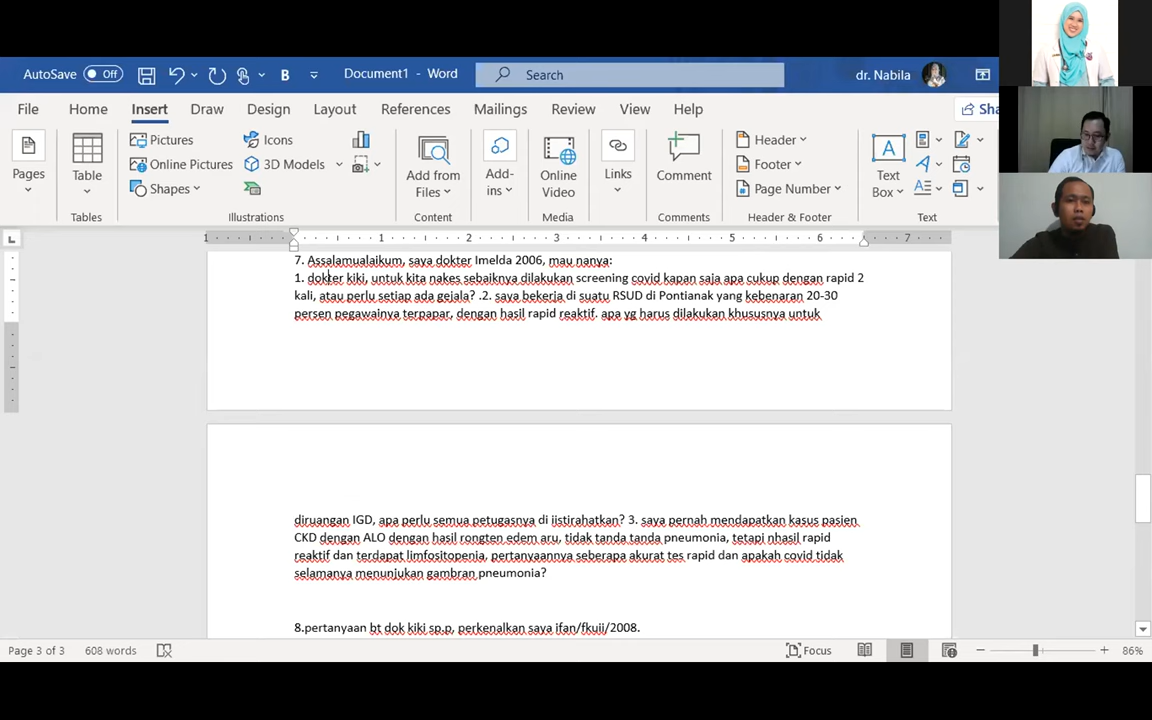 AutoSave Off B Document1 - Word Search dr. Nabila
File Home Insert Draw Design Layout References Mailings Review View Help Sha
Pages Table Pictures Online Pictures Shapes Icons 3D Models Add from Files Add-ins Online Video Links Comment Header Footer Page Number Text Box
Tables Illustrations Content Media Comments Header & Footer Text
1 1 2 3 4 5 6 7
7. Assalamualaikum, saya dokter Imelda 2006, mau nanya:
1. dokter kiki, untuk kita nakes sebaiknya dilakukan screening covid kapan saja apa cukup dengan rapid 2
kali, atau perlu setiap ada gejala? .2. saya bekerja di suatu RSUD di Pontianak yang kebenaran 20-30
persen pegawainya terpapar, dengan hasil rapid reaktif. apa yg harus dilakukan khususnya untuk
diruangan IGD, apa perlu semua petugasnya di iistirahatkan? 3. saya pernah mendapatkan kasus pasien
CKD dengan ALO dengan hasil rongten edem aru, tidak tanda tanda pneumonia, tetapi nhasil rapid
reaktif dan terdapat limfositopenia, pertanyaannya seberapa akurat tes rapid dan apakah covid tidak
selamanya menunjukan gambran pneumonia?
8.pertanyaan bt dok kiki sp.p, perkenalkan saya ifan/fkuii/2008.
Page 3 of 3 608 words Focus 86%